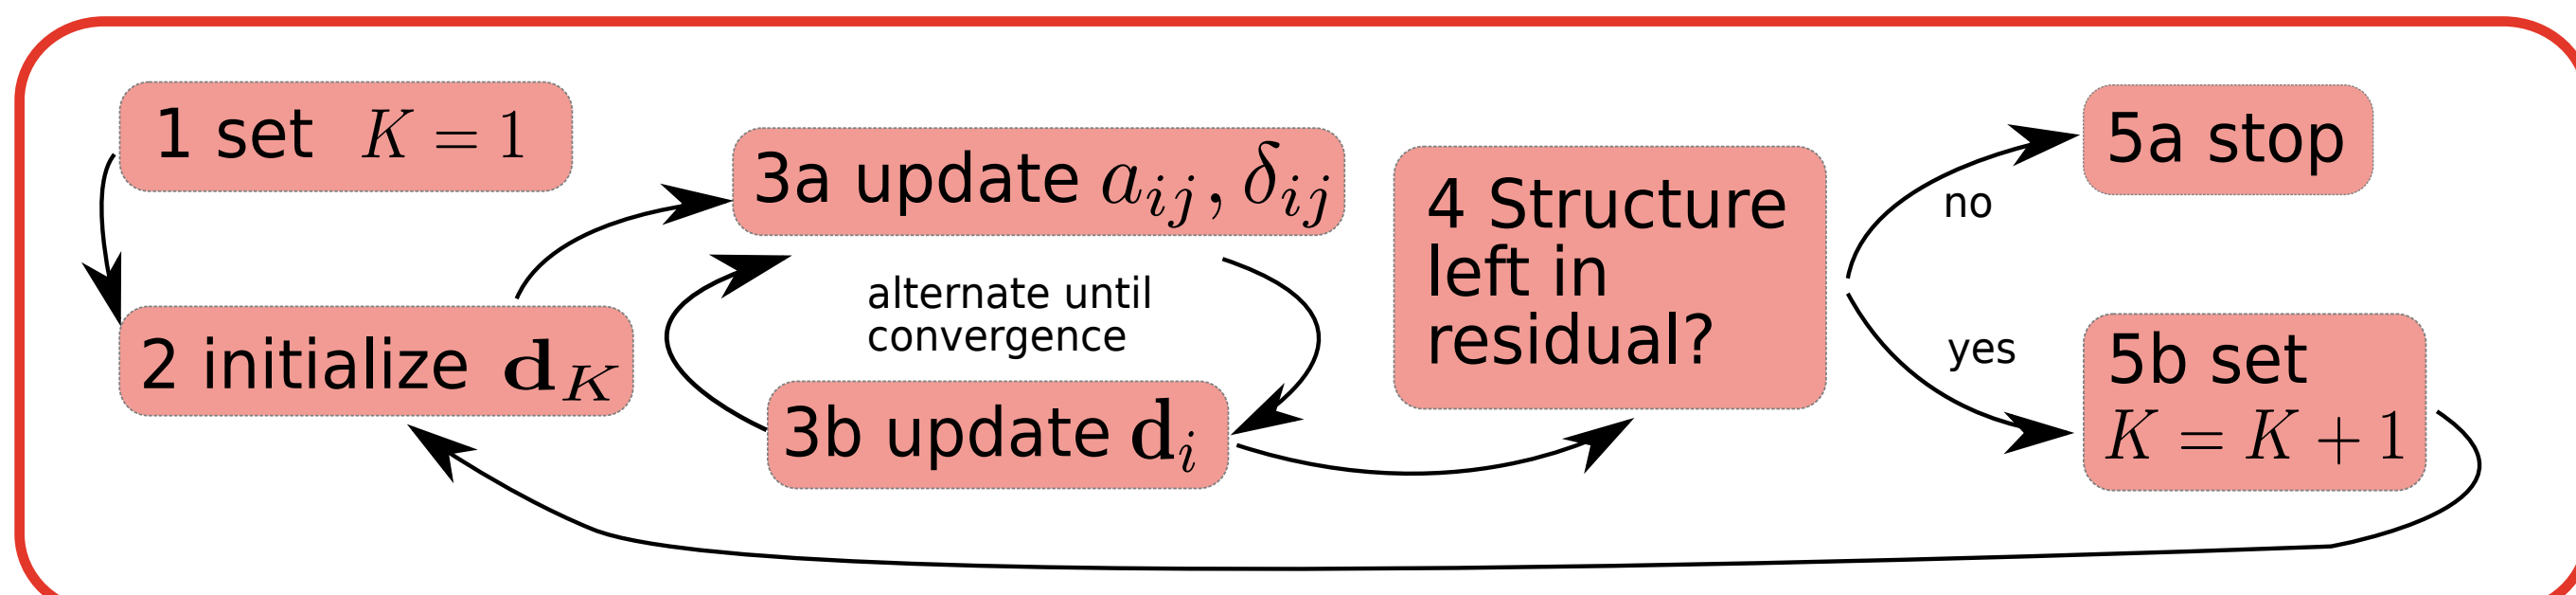 1 set K = 1
2 initialize d_K
3a update a_ij, δ_ij
alternate until
convergence
3b update d_i
4 Structure
left in
residual?
no
yes
5a stop
5b set
K = K + 1